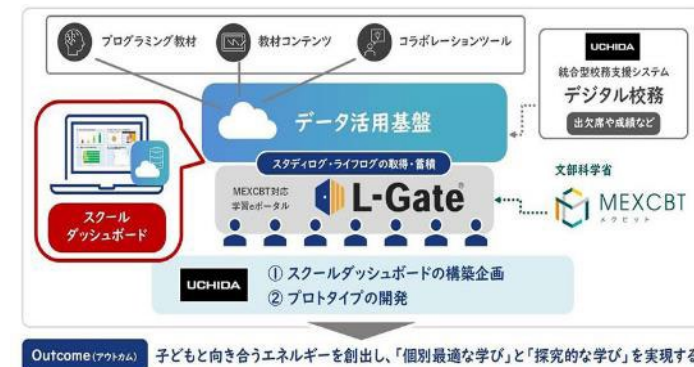 プログラミング教材
教材コンテンツ
コラボレーションツール
データ活用基盤
スタディログ・ライフログの取得・蓄積
MEXCBT対応
学習eポータル
L-Gate®
スクール
ダッシュボード
UCHIDA
統合型校務支援システム
デジタル校務
出欠席や成績など
文部科学省
MEXCBT
メクビット
UCHIDA
① スクールダッシュボードの構築企画
② プロトタイプの開発
Outcome(アウトカム) 子どもと向き合うエネルギーを創出し、「個別最適な学び」と「探究的な学び」を実現する